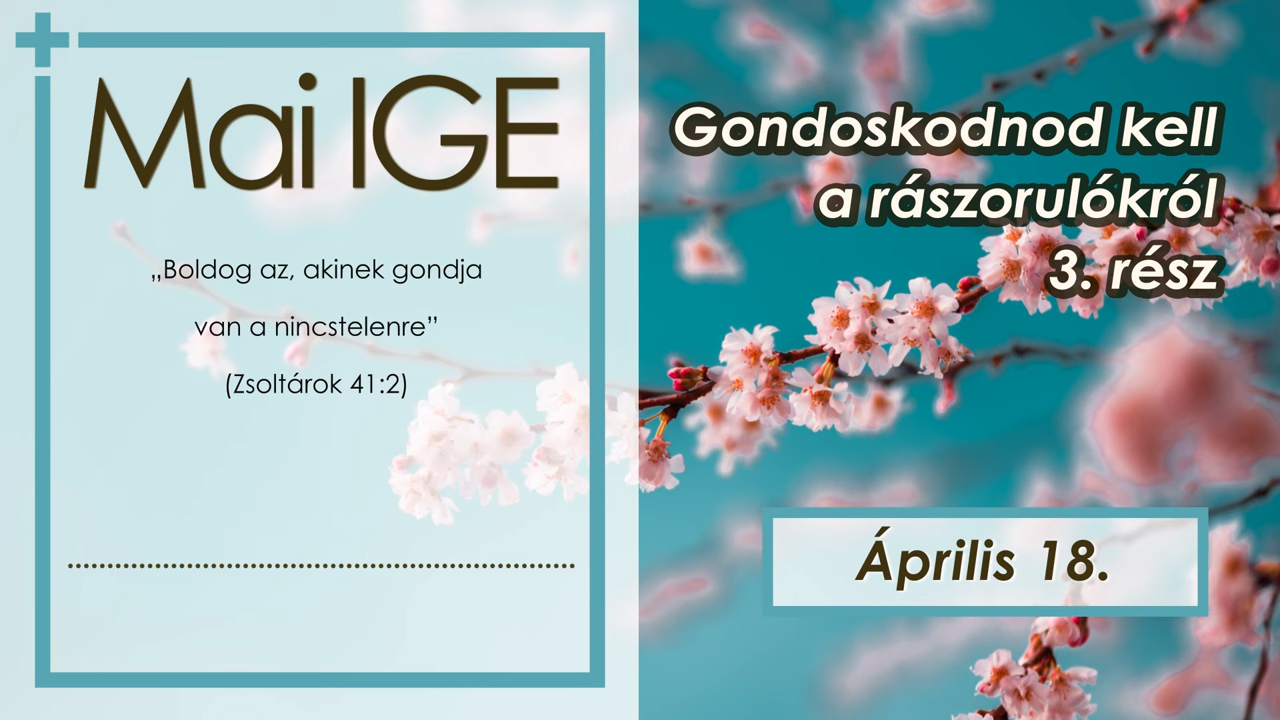 Mai IGE
„Boldog az, akinek gondja
van a nincstelenre”
(Zsoltárok 41:2)
Gondoskodnod kell
a rászorulókról
3. rész
Április 18.